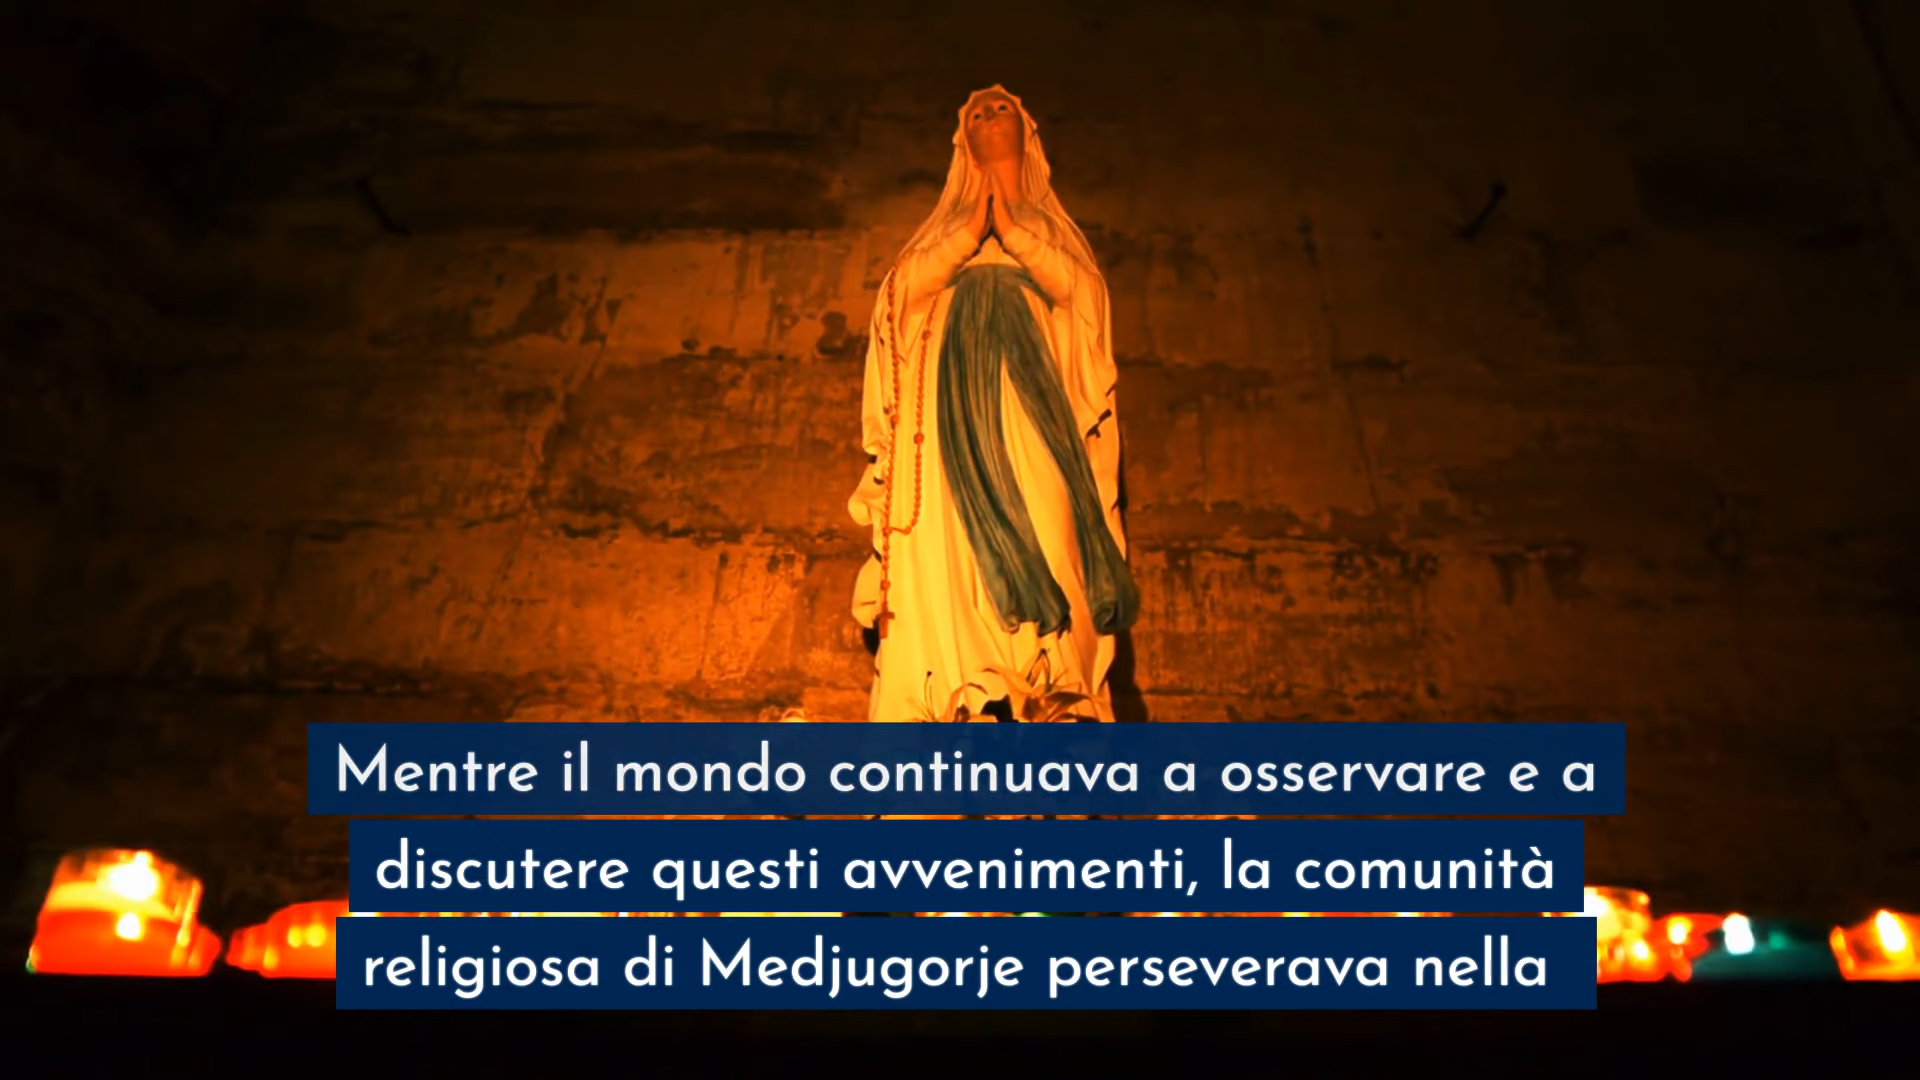 Mentre il mondo continuava a osservare e a
discutere questi avvenimenti, la comunità
religiosa di Medjugorje perseverava nella